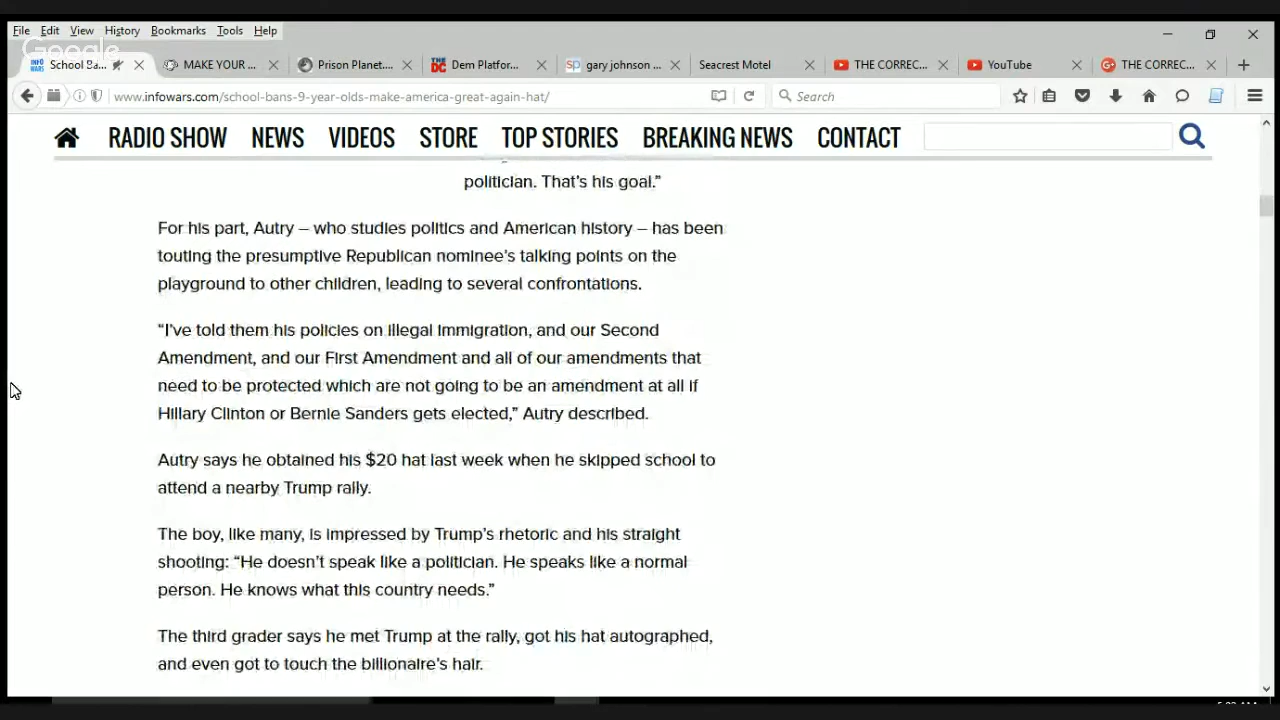 File Edit View History Bookmarks Tools Help
Google
INFO WARS School Ba... MAKE YOUR ... Prison Planet.... THE DC Dem Platfor... sp gary johnson ... Seacrest Motel THE CORREC... YouTube G+ THE CORREC...
www.infowars.com/school-bans-9-year-olds-make-america-great-again-hat/ Search
RADIO SHOW NEWS VIDEOS STORE TOP STORIES BREAKING NEWS CONTACT
politician. That's his goal.”
For his part, Autry – who studies politics and American history – has been
touting the presumptive Republican nominee's talking points on the
playground to other children, leading to several confrontations.
“I've told them his policies on illegal immigration, and our Second
Amendment, and our First Amendment and all of our amendments that
need to be protected which are not going to be an amendment at all if
Hillary Clinton or Bernie Sanders gets elected,” Autry described.
Autry says he obtained his $20 hat last week when he skipped school to
attend a nearby Trump rally.
The boy, like many, is impressed by Trump's rhetoric and his straight
shooting: “He doesn't speak like a politician. He speaks like a normal
person. He knows what this country needs.”
The third grader says he met Trump at the rally, got his hat autographed,
and even got to touch the billionaire's hair.